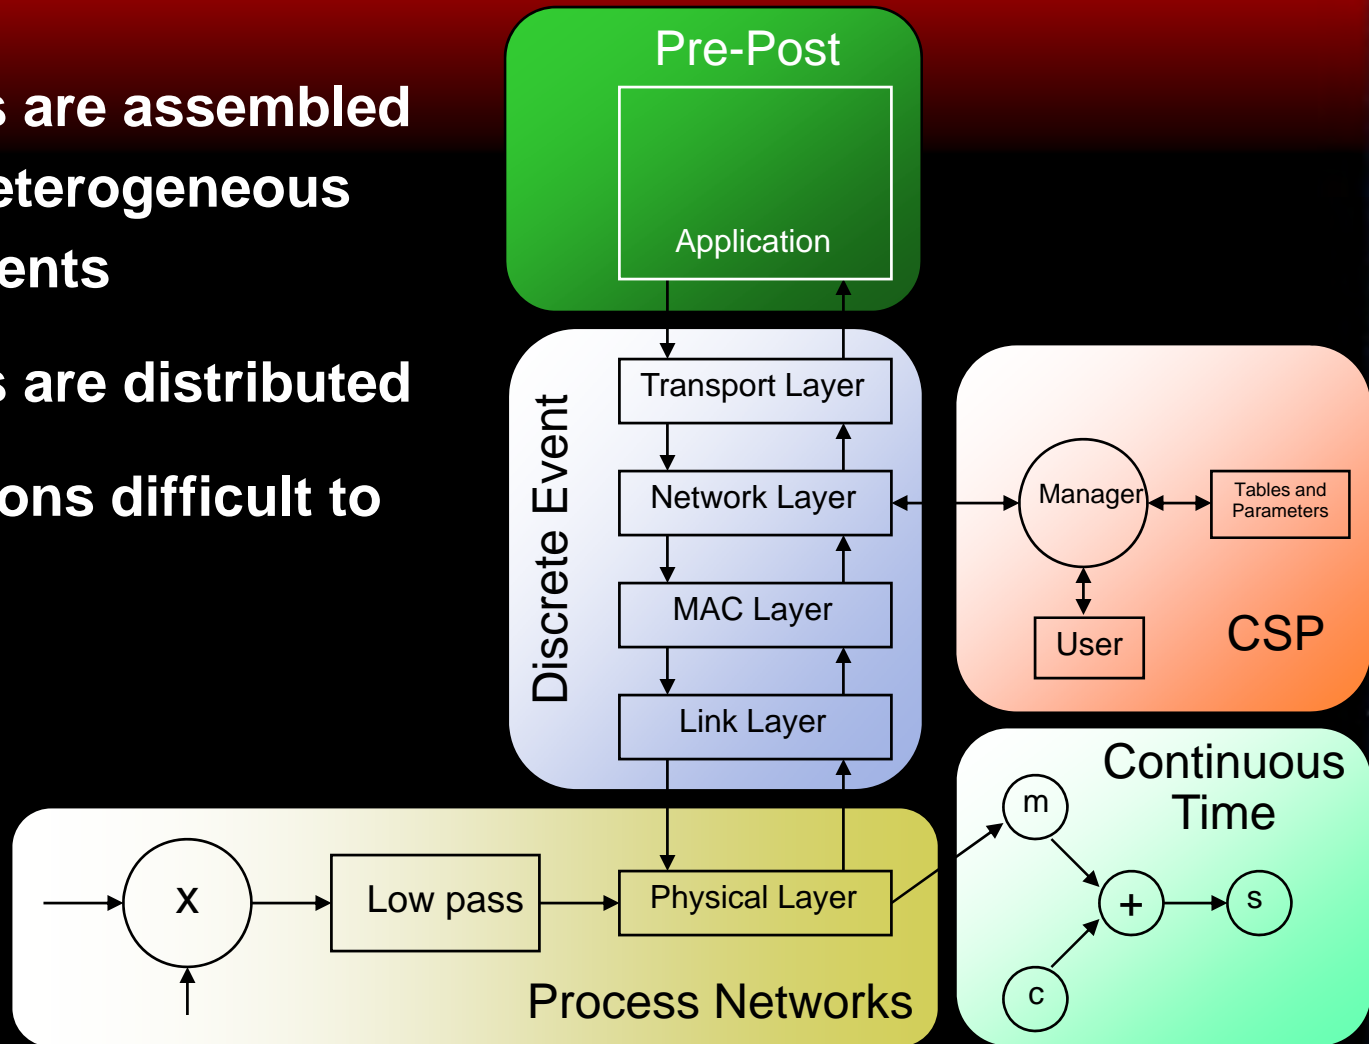 s are assembled
eterogeneous
ents
s are distributed
ons difficult to
Pre-Post
Application
Discrete Event
Transport Layer
Network Layer
MAC Layer
Link Layer
Manager
Tables and
Parameters
User
CSP
x
Low pass
Physical Layer
Process Networks
Continuous
Time
m
+
s
c